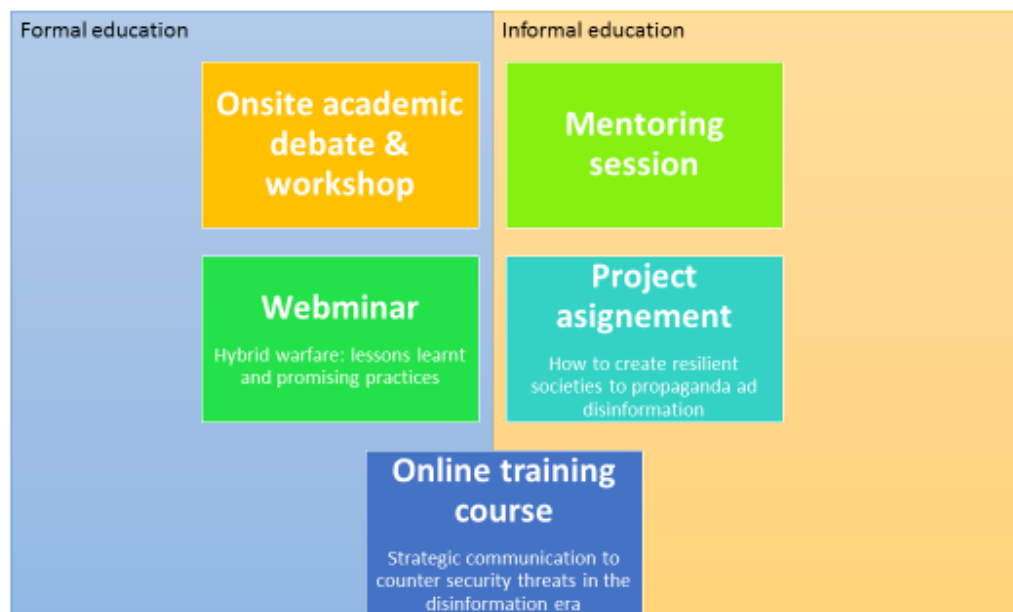 Formal education
Informal education
Onsite academic
debate &
workshop
Mentoring
session
Webminar
Hybrid warfare: lessons learnt
and promising practices
Project
asignement
How to create resilient
societies to propaganda ad
disinformation
Online training
course
Strategic communication to
counter security threats in the
disinformation era